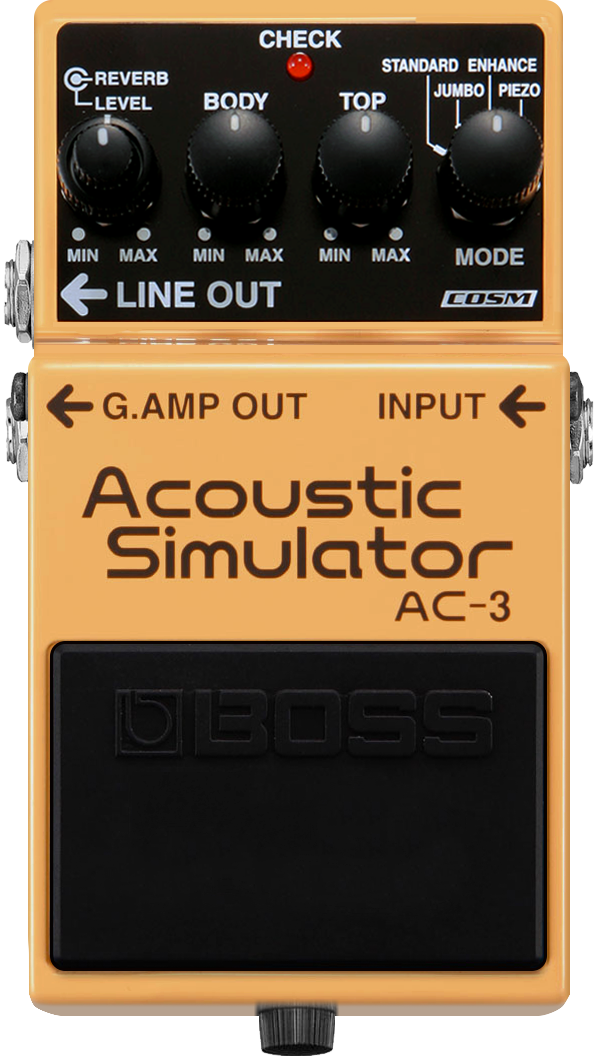 CHECK
REVERB
LEVEL
BODY
TOP
STANDARD ENHANCE
JUMBO PIEZO
MIN MAX
MIN MAX
MIN MAX
MODE
LINE OUT
COSM
G.AMP OUT
INPUT
Acoustic
Simulator
AC-3
BOSS